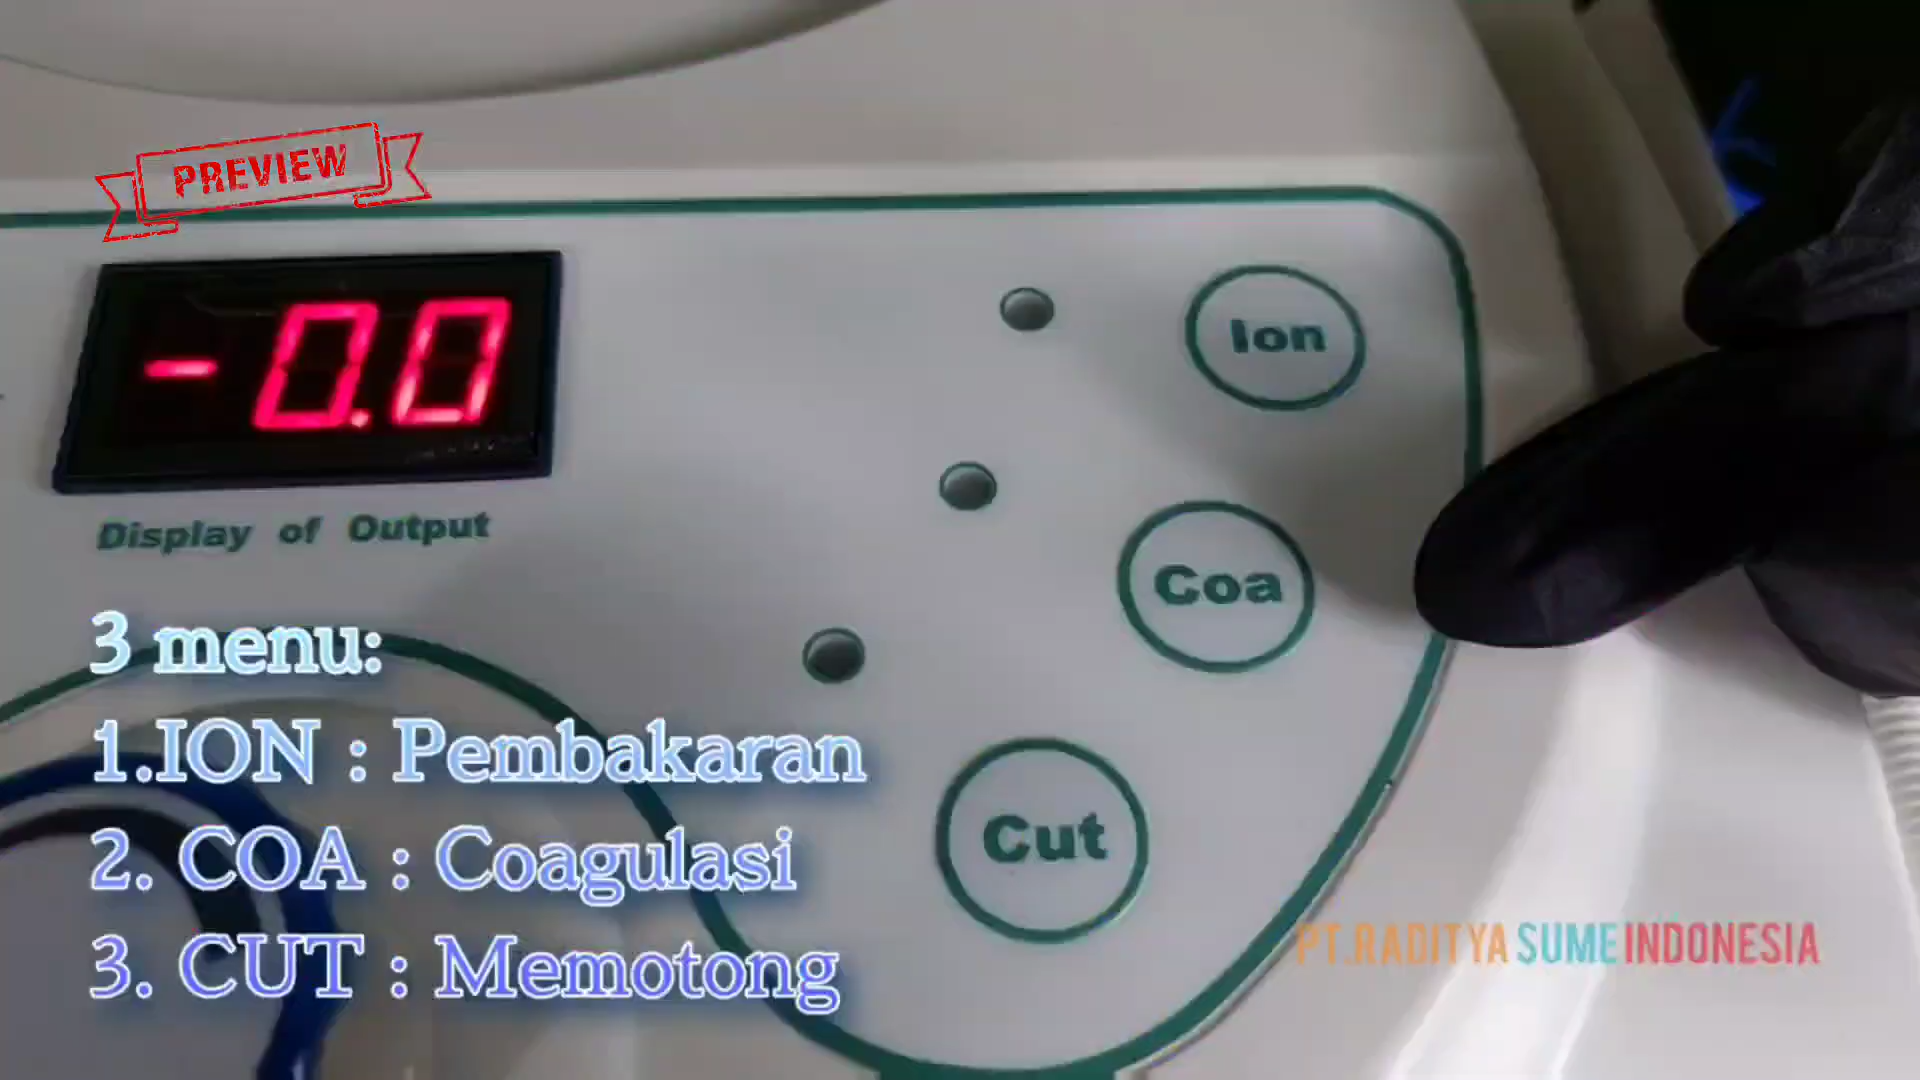 PREVIEW
-0.0
Display of Output
Ion
Coa
Cut
3 menu:
1.ION : Pembakaran
2. COA : Coagulasi
3. CUT : Memotong
PT.RADITYA SUME INDONESIA